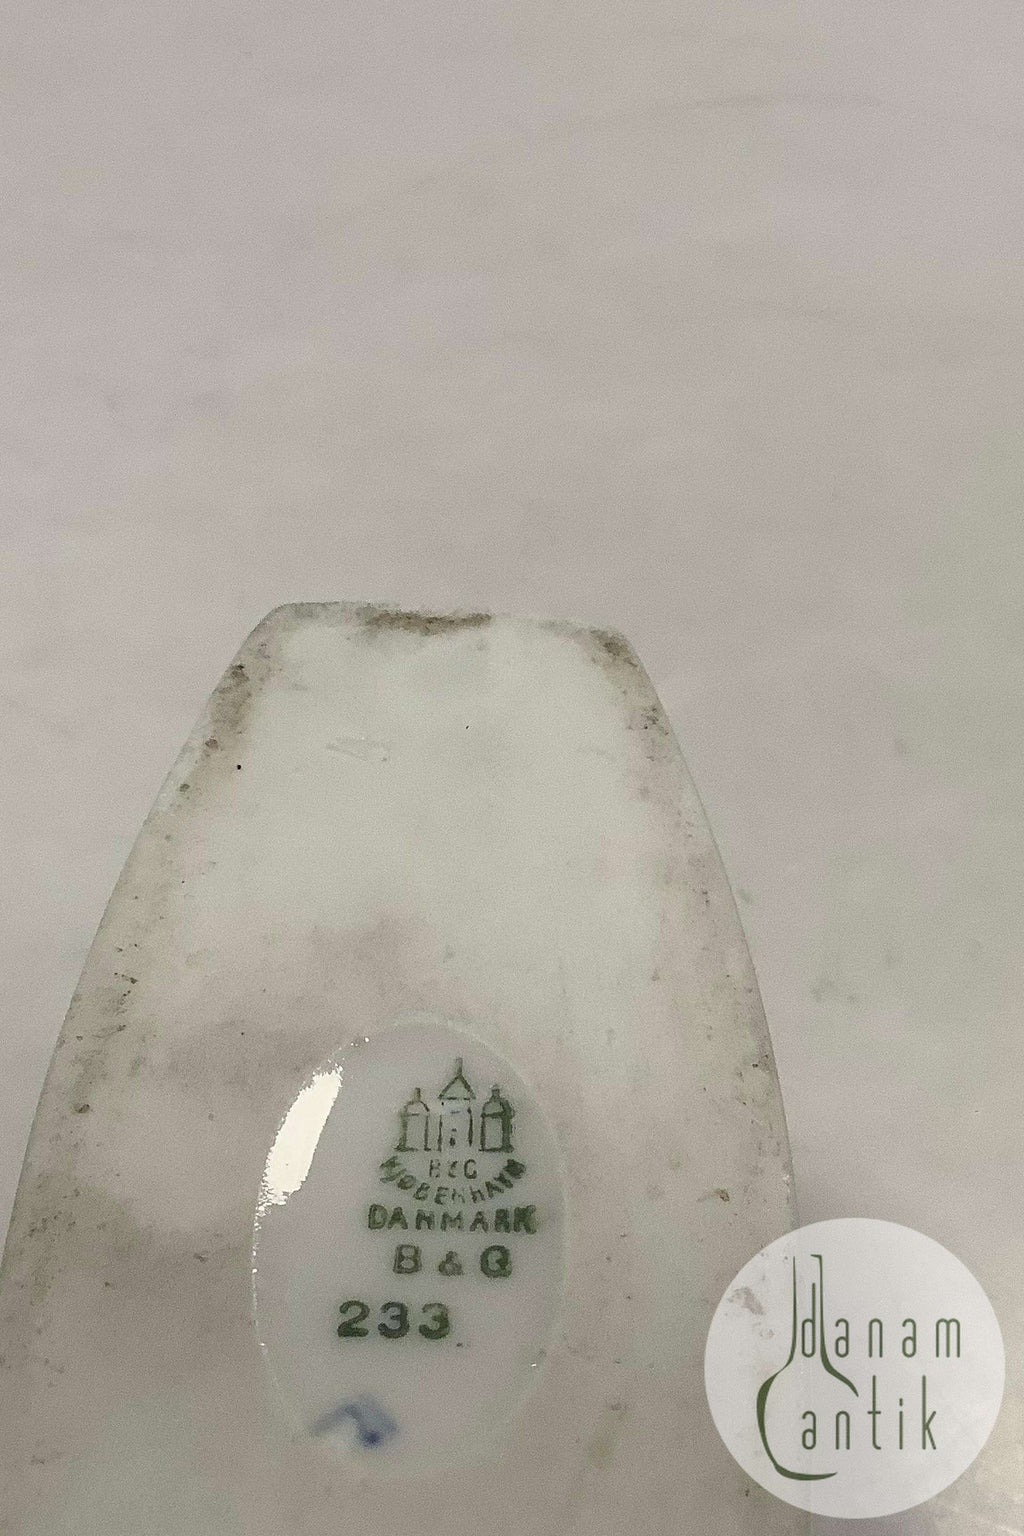 B&G
KJØBENHAVN
DANMARK
B & G
233
danam
antik